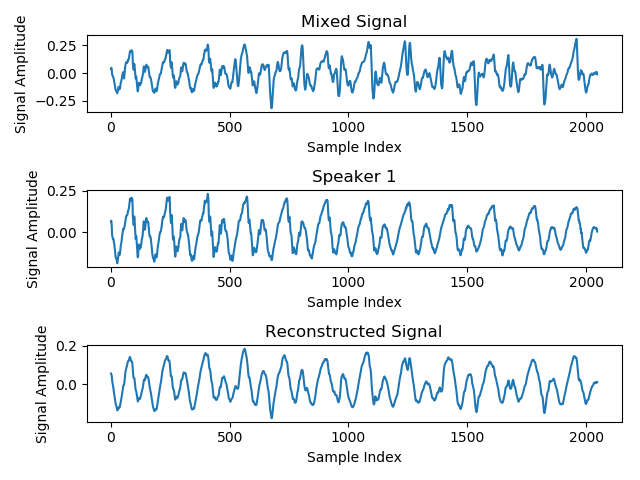 Mixed Signal
Signal Amplitude
0.25
0.00
−0.25
0
500
1000
1500
2000
Sample Index
Speaker 1
Signal Amplitude
0.25
0.00
0
500
1000
1500
2000
Sample Index
Reconstructed Signal
Signal Amplitude
0.2
0.0
0
500
1000
1500
2000
Sample Index